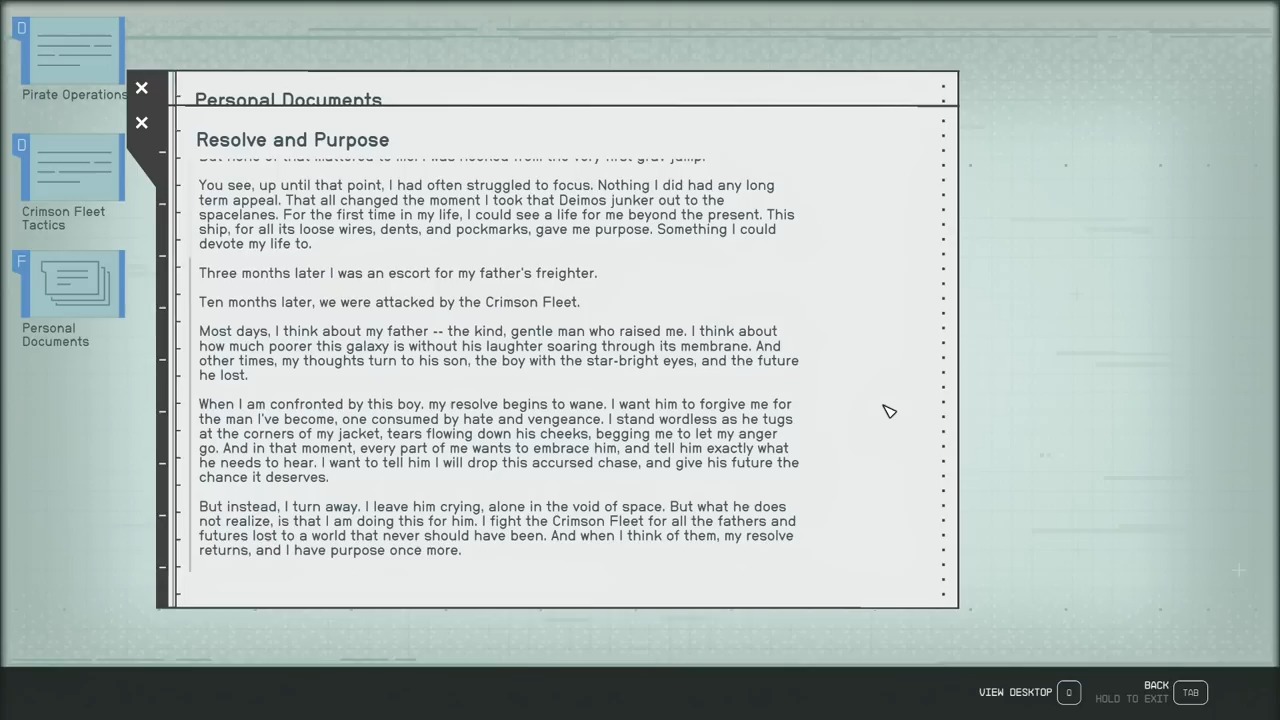 D
Pirate Operations
D
Crimson Fleet
Tactics
F
Personal
Documents
Personal Documents
Resolve and Purpose
But none of that mattered to me. I was hooked from the very first grav jump.
You see, up until that point, I had often struggled to focus. Nothing I did had any long
term appeal. That all changed the moment I took that Deimos junker out to the
spacelanes. For the first time in my life, I could see a life for me beyond the present. This
ship, for all its loose wires, dents, and pockmarks, gave me purpose. Something I could
devote my life to.
Three months later I was an escort for my father's freighter.
Ten months later, we were attacked by the Crimson Fleet.
Most days, I think about my father -- the kind, gentle man who raised me. I think about
how much poorer this galaxy is without his laughter soaring through its membrane. And
other times, my thoughts turn to his son, the boy with the star-bright eyes, and the future
he lost.
When I am confronted by this boy, my resolve begins to wane. I want him to forgive me for
the man I've become, one consumed by hate and vengeance. I stand wordless as he tugs
at the corners of my jacket, tears flowing down his cheeks, begging me to let my anger
go. And in that moment, every part of me wants to embrace him, and tell him exactly what
he needs to hear. I want to tell him I will drop this accursed chase, and give his future the
chance it deserves.
But instead, I turn away. I leave him crying, alone in the void of space. But what he does
not realize, is that I am doing this for him. I fight the Crimson Fleet for all the fathers and
futures lost to a world that never should have been. And when I think of them, my resolve
returns, and I have purpose once more.
VIEW DESKTOP Q
BACK
HOLD TO EXIT TAB